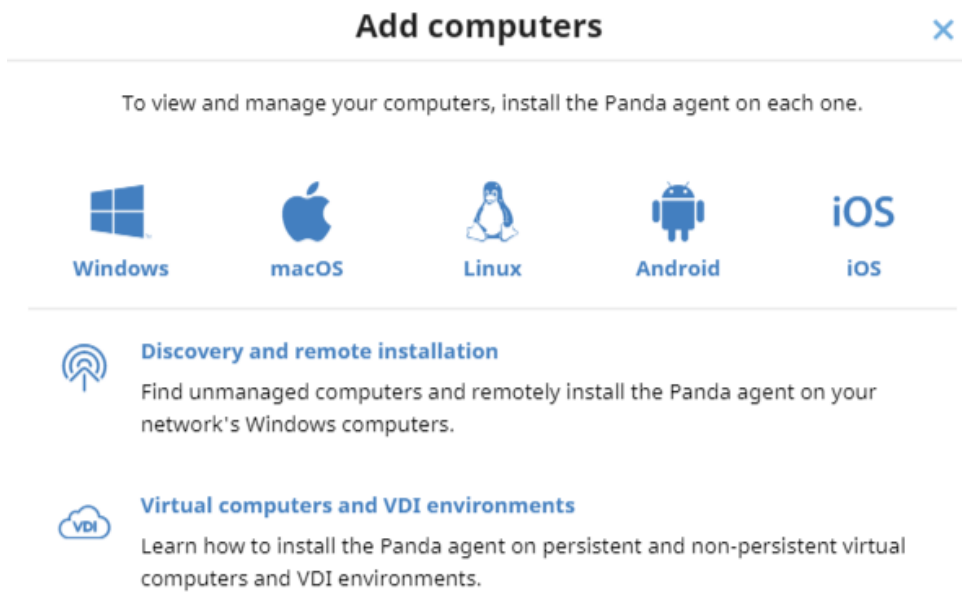 Add computers
To view and manage your computers, install the Panda agent on each one.
iOS
Windows
macOS
Linux
Android
iOS
Discovery and remote installation
Find unmanaged computers and remotely install the Panda agent on your
network's Windows computers.
VDI
Virtual computers and VDI environments
Learn how to install the Panda agent on persistent and non-persistent virtual
computers and VDI environments.